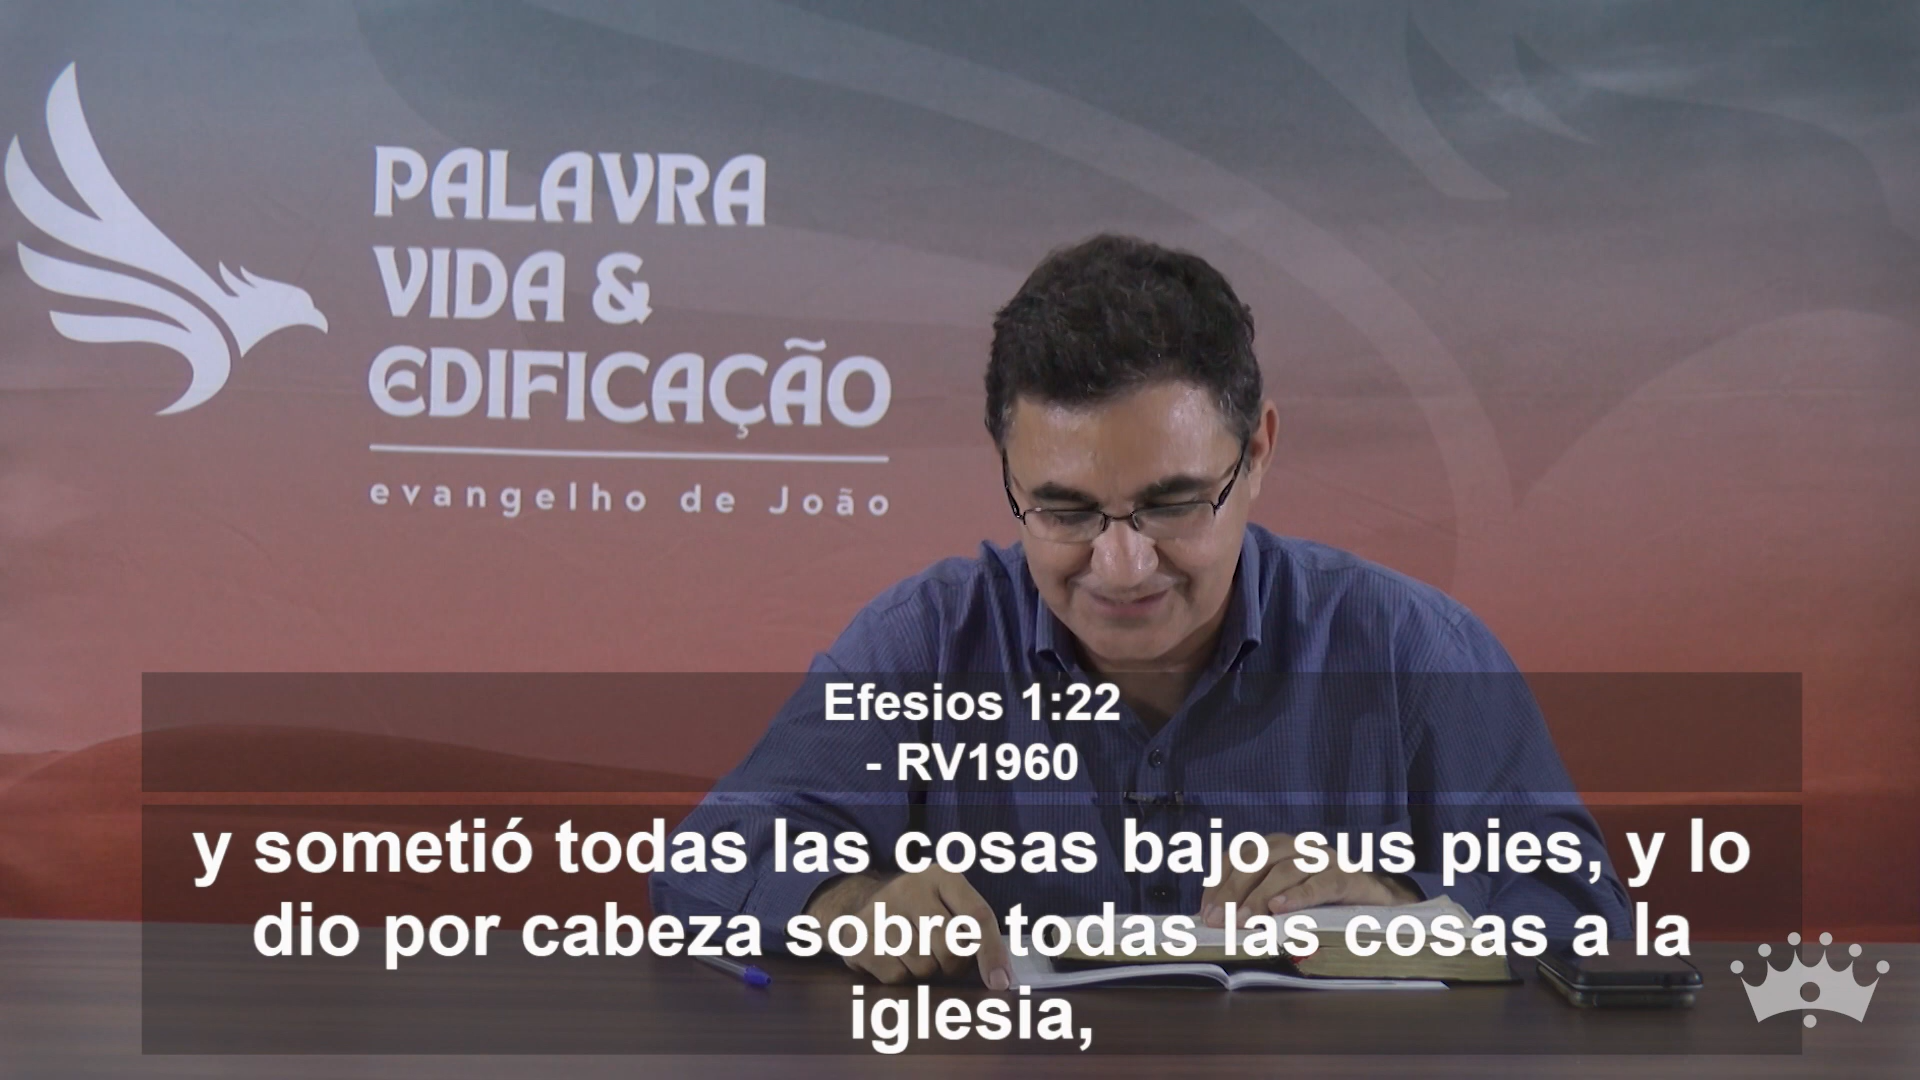 PALAVRA
VIDA &
EDIFICAÇÃO
evangelho de João
Efesios 1:22
- RV1960
y sometió todas las cosas bajo sus pies, y lo
dio por cabeza sobre todas las cosas a la
iglesia,